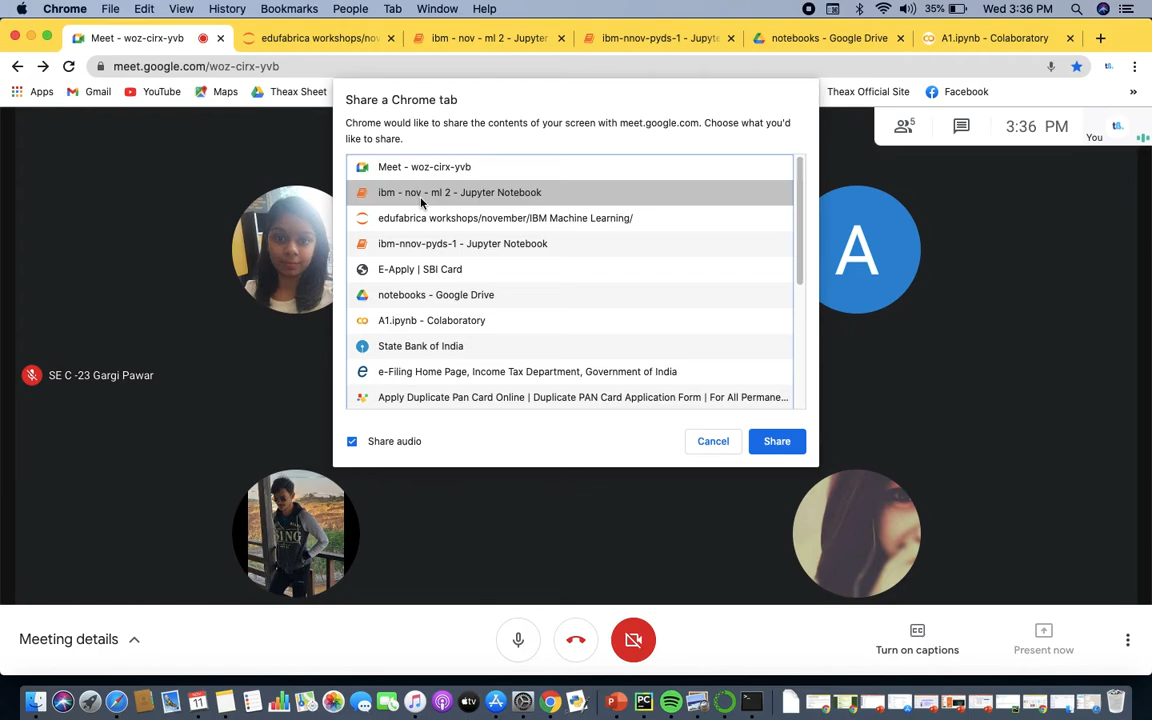 Chrome File Edit View History Bookmarks People Tab Window Help 35% Wed 3:36 PM
Meet - woz-cirx-yvb edufabrica workshops/nov ibm - nov - ml 2 - Jupyter ibm-nnov-pyds-1 - Jupyte notebooks - Google Drive A1.ipynb - Colaboratory
meet.google.com/woz-cirx-yvb
Apps Gmail YouTube Maps Theax Sheet Theax Official Site Facebook »
Share a Chrome tab
Chrome would like to share the contents of your screen with meet.google.com. Choose what you'd
like to share.
Meet - woz-cirx-yvb
ibm - nov - ml 2 - Jupyter Notebook
edufabrica workshops/november/IBM Machine Learning/
ibm-nnov-pyds-1 - Jupyter Notebook
E-Apply | SBI Card
notebooks - Google Drive
A1.ipynb - Colaboratory
State Bank of India
e-Filing Home Page, Income Tax Department, Government of India
Apply Duplicate Pan Card Online | Duplicate PAN Card Application Form | For All Permane...
Share audio
Cancel Share
5 3:36 PM You
A
SE C -23 Gargi Pawar
Meeting details
Turn on captions
Present now